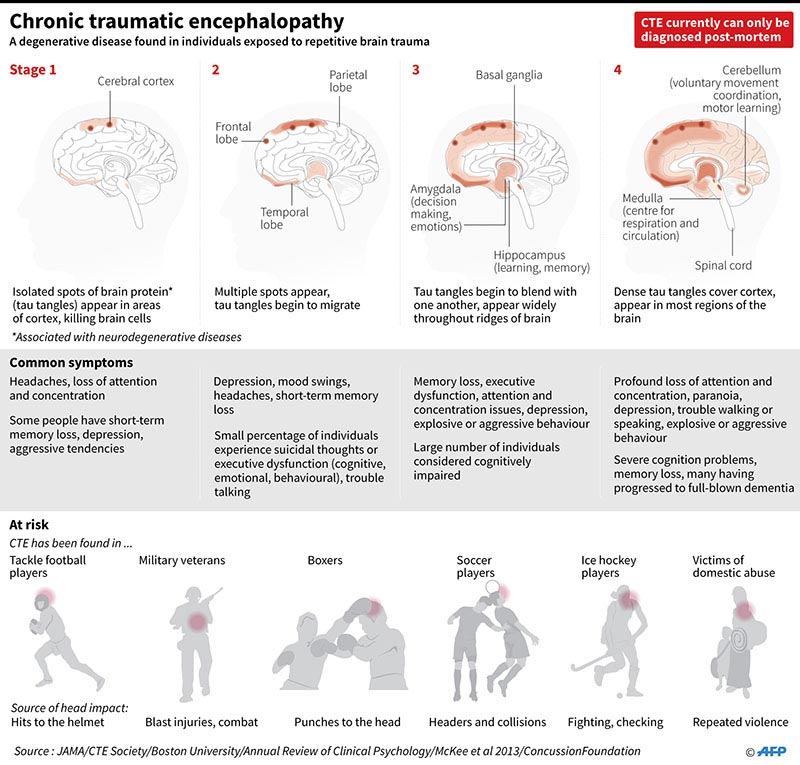 Chronic traumatic encephalopathy
A degenerative disease found in individuals exposed to repetitive brain trauma
CTE currently can only be
diagnosed post-mortem
Stage 1
Cerebral cortex
Isolated spots of brain protein*
(tau tangles) appear in areas
of cortex, killing brain cells
2
Parietal
lobe
Frontal
lobe
Temporal
lobe
Multiple spots appear,
tau tangles begin to migrate
3
Basal ganglia
Amygdala
(decision
making,
emotions)
Hippocampus
(learning, memory)
Tau tangles begin to blend with
one another, appear widely
throughout ridges of brain
4
Cerebellum
(voluntary movement
coordination,
motor learning)
Medulla
(centre for
respiration and
circulation)
Spinal cord
Dense tau tangles cover cortex,
appear in most regions of the
brain
*Associated with neurodegenerative diseases
Common symptoms
Headaches, loss of attention
and concentration
Some people have short-term
memory loss, depression,
aggressive tendencies
Depression, mood swings,
headaches, short-term memory
loss
Small percentage of individuals
experience suicidal thoughts or
executive dysfunction (cognitive,
emotional, behavioural), trouble
talking
Memory loss, executive
dysfunction, attention and
concentration issues, depression,
explosive or aggressive behaviour
Large number of individuals
considered cognitively
impaired
Profound loss of attention and
concentration, paranoia,
depression, trouble walking or
speaking, explosive or aggressive
behaviour
Severe cognition problems,
memory loss, many having
progressed to full-blown dementia
At risk
CTE has been found in ...
Tackle football
players
Military veterans
Boxers
Soccer
players
Ice hockey
players
Victims of
domestic abuse
Source of head impact:
Hits to the helmet
Blast injuries, combat
Punches to the head
Headers and collisions
Fighting, checking
Repeated violence
Source : JAMA/CTE Society/Boston University/Annual Review of Clinical Psychology/McKee et al 2013/ConcussionFoundation
© AFP